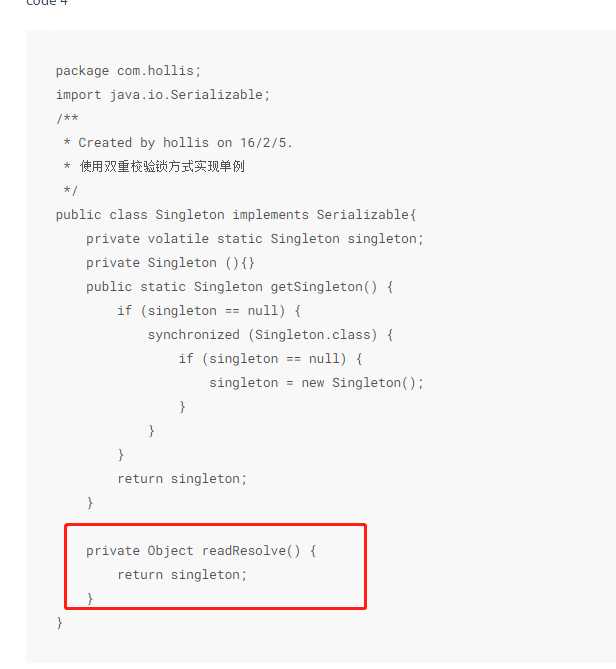 code 4
package com.hollis;
import java.io.Serializable;
/**
 * Created by hollis on 16/2/5.
 * 使用双重校验锁方式实现单例
 */
public class Singleton implements Serializable{
    private volatile static Singleton singleton;
    private Singleton (){}
    public static Singleton getSingleton() {
        if (singleton == null) {
            synchronized (Singleton.class) {
                if (singleton == null) {
                    singleton = new Singleton();
                }
            }
        }
        return singleton;
    }

    private Object readResolve() {
        return singleton;
    }
}